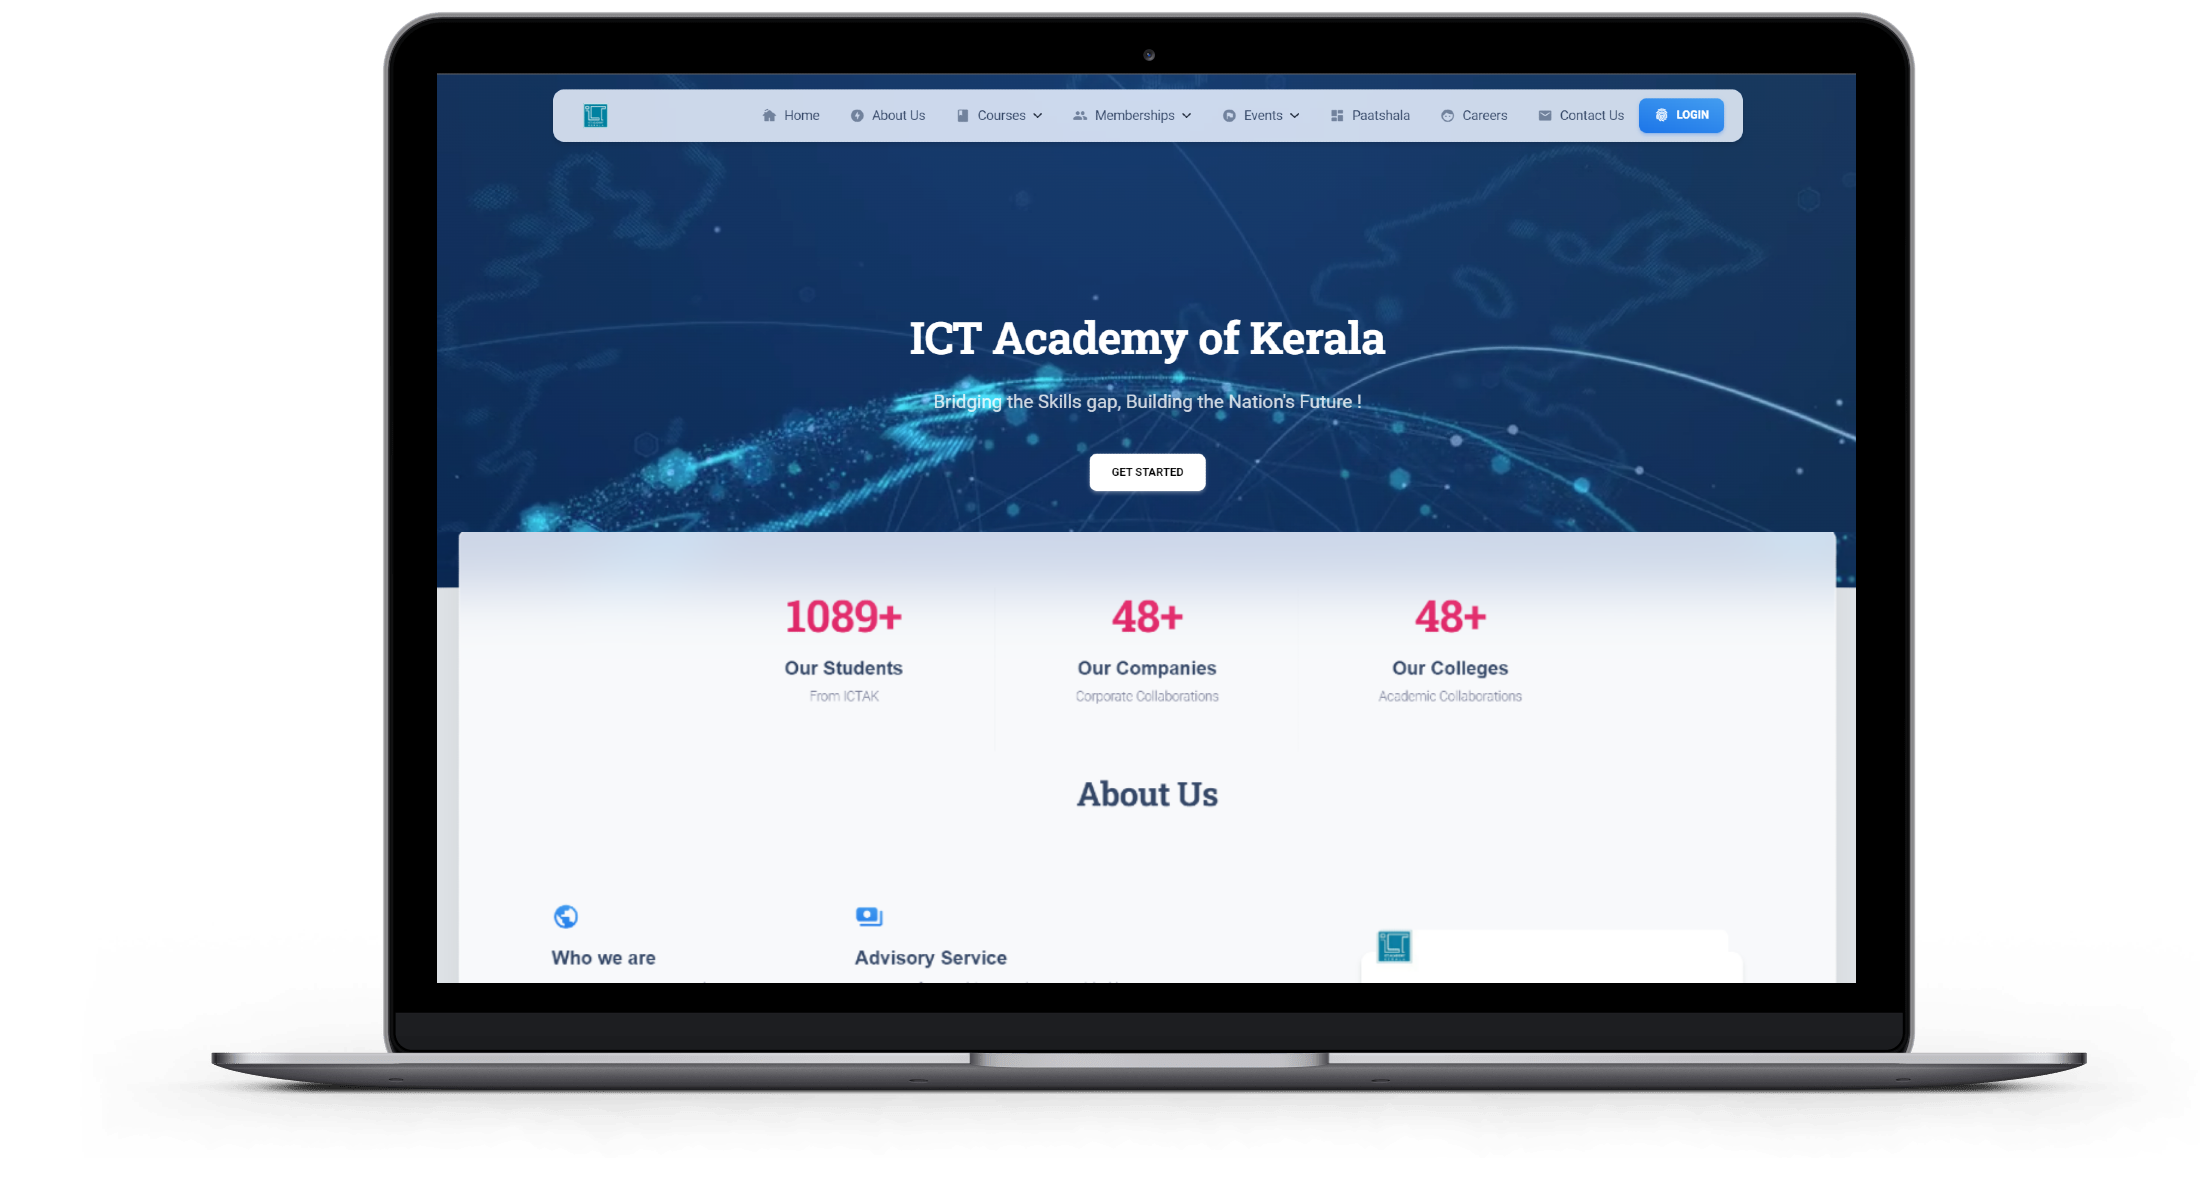 Home About Us Courses Memberships Events Paatshala Careers Contact Us LOGIN
ICT Academy of Kerala
Bridging the Skills gap, Building the Nation's Future !
GET STARTED
1089+ 48+ 48+
Our Students Our Companies Our Colleges
From ICTAK Corporate Collaborations Academic Collaborations
About Us
Who we are Advisory Service